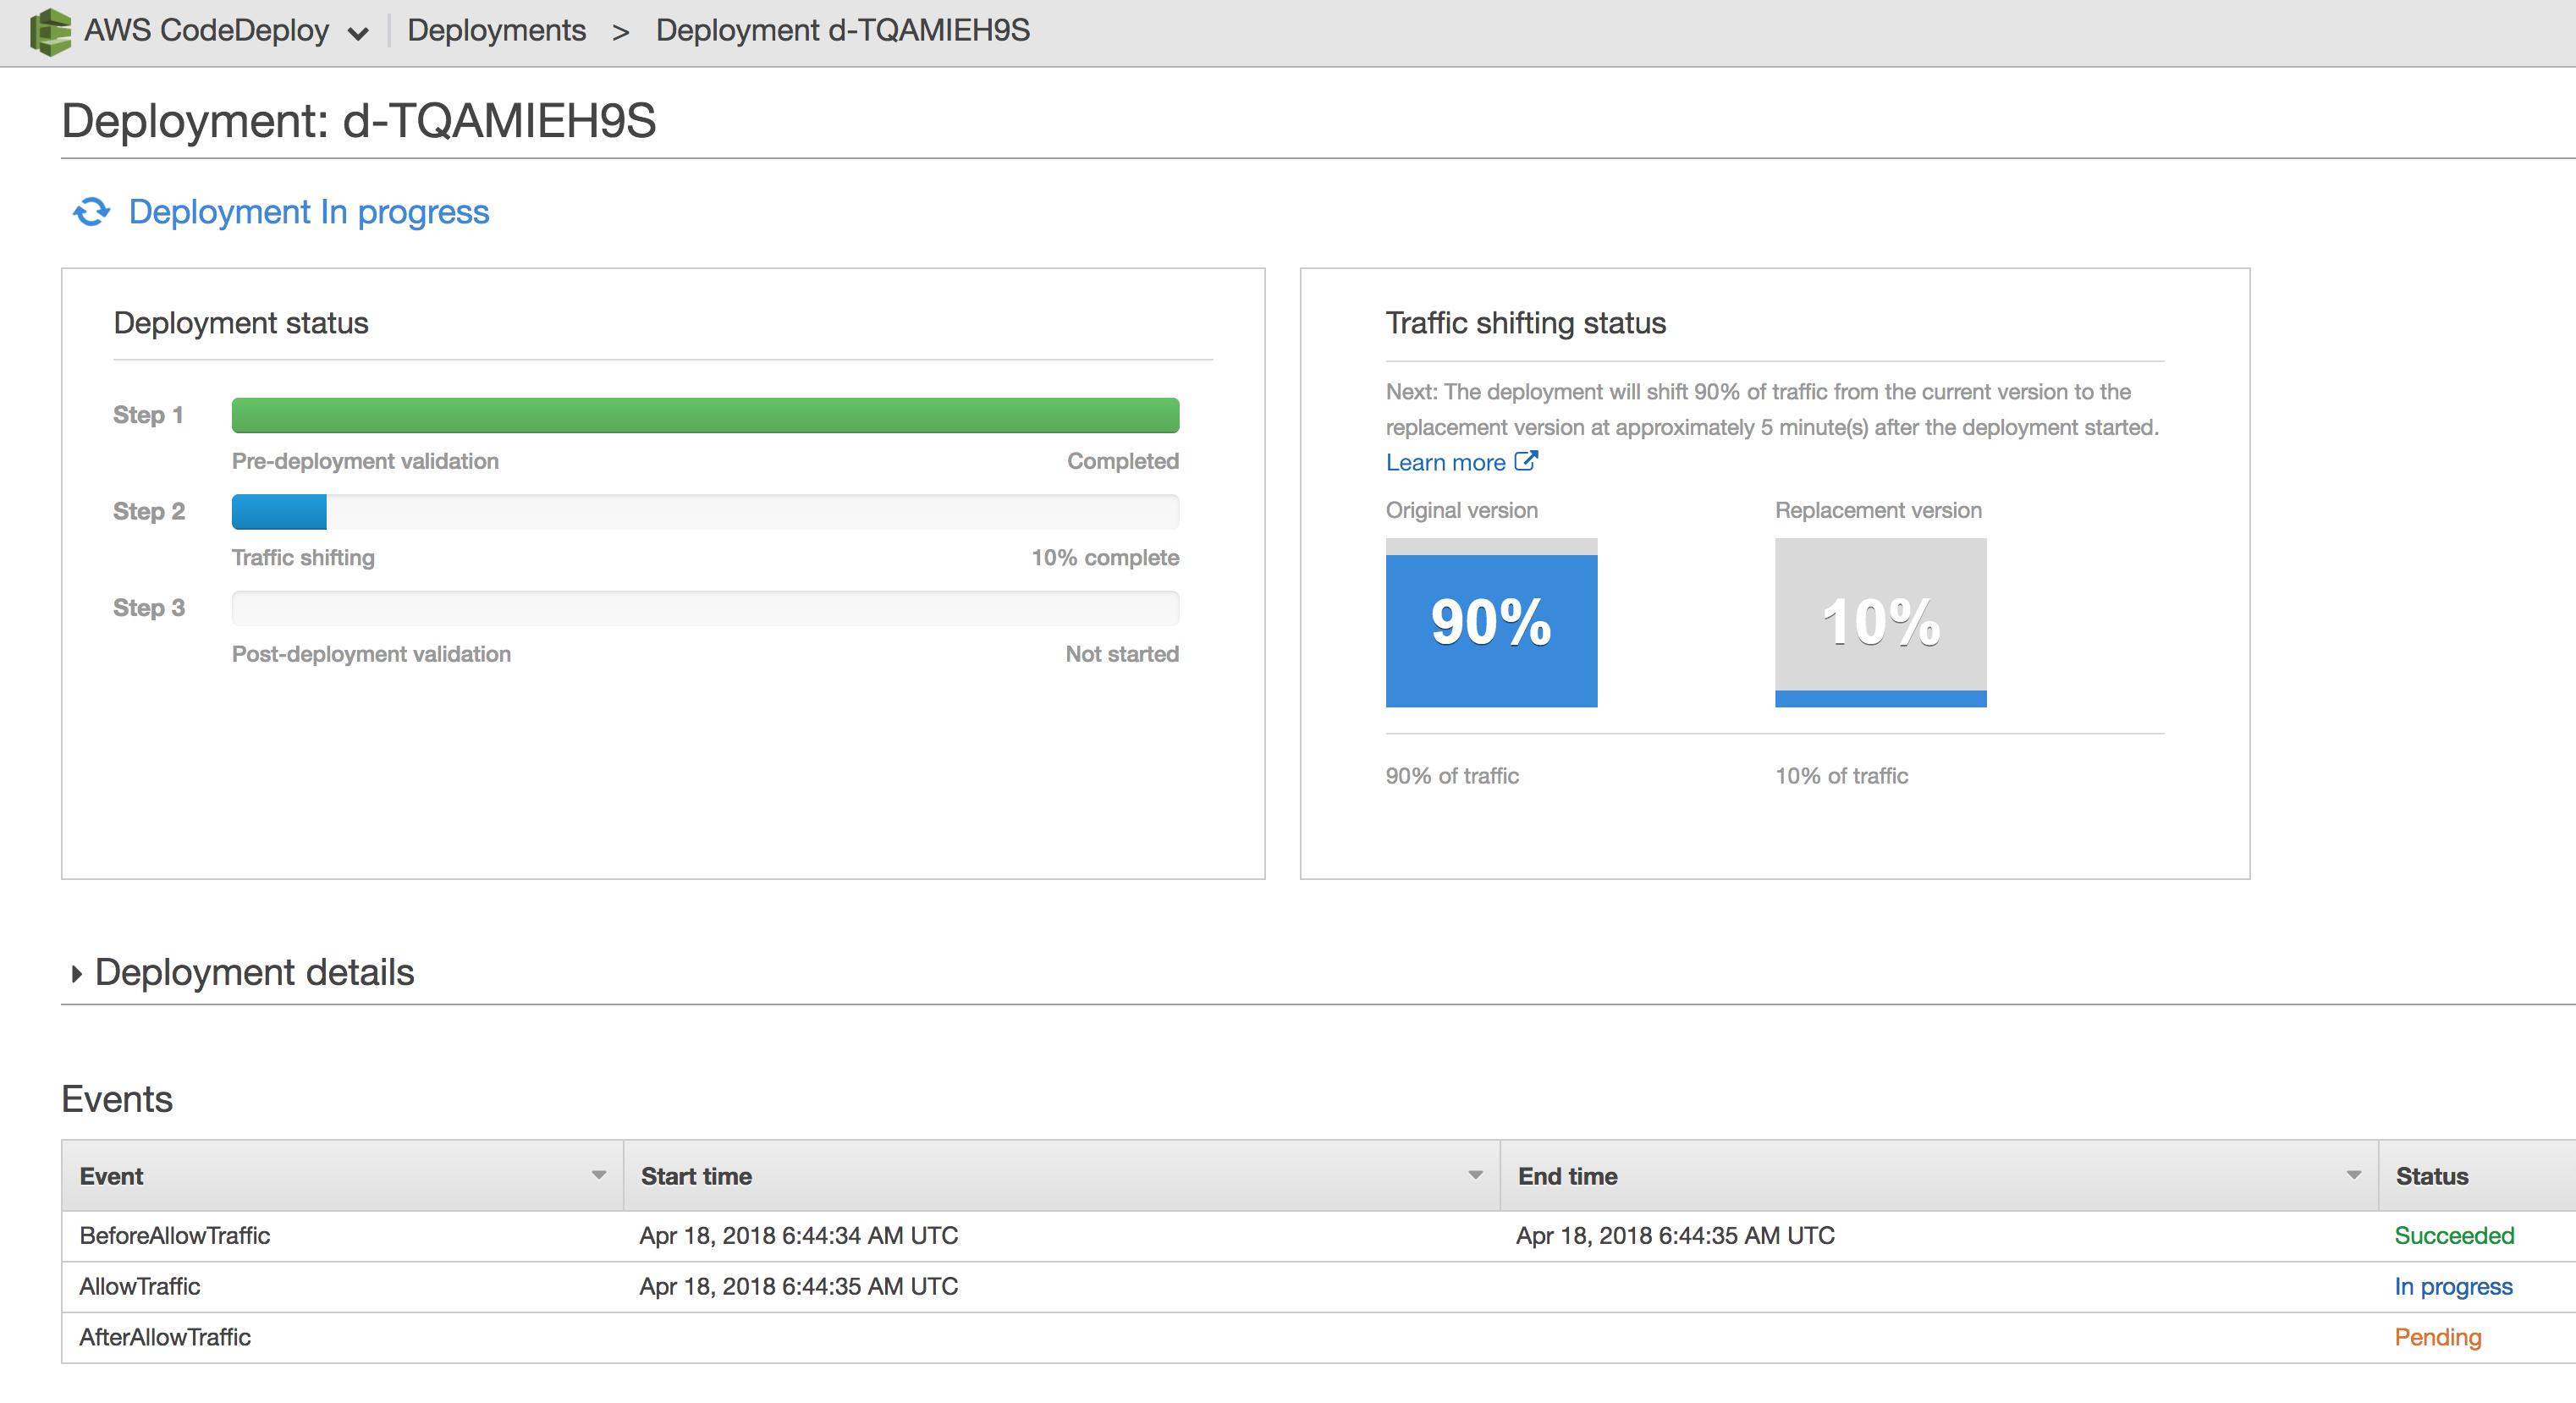 AWS CodeDeploy Deployments > Deployment d-TQAMIEH9S
Deployment: d-TQAMIEH9S
Deployment In progress
Deployment status
Step 1
Pre-deployment validation Completed
Step 2
Traffic shifting 10% complete
Step 3
Post-deployment validation Not started
Traffic shifting status
Next: The deployment will shift 90% of traffic from the current version to the
replacement version at approximately 5 minute(s) after the deployment started.
Learn more
Original version Replacement version
90% 10%
90% of traffic 10% of traffic
Deployment details
Events
Event Start time End time Status
BeforeAllowTraffic Apr 18, 2018 6:44:34 AM UTC Apr 18, 2018 6:44:35 AM UTC Succeeded
AllowTraffic Apr 18, 2018 6:44:35 AM UTC In progress
AfterAllowTraffic Pending